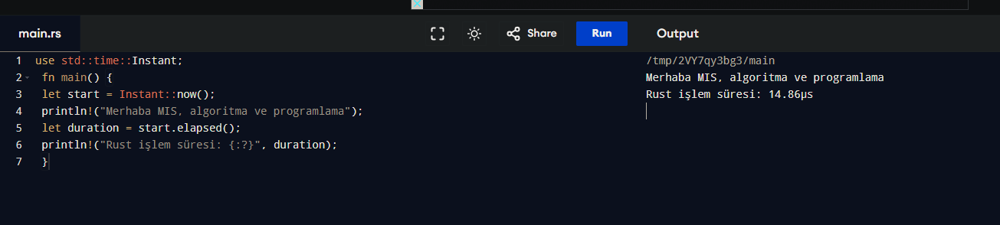 main.rs Share Run Output
1 use std::time::Instant;
2 fn main() {
3 let start = Instant::now();
4 println!("Merhaba MIS, algoritma ve programlama");
5 let duration = start.elapsed();
6 println!("Rust işlem süresi: {:?}", duration);
7 }
/tmp/2VY7qy3bg3/main
Merhaba MIS, algoritma ve programlama
Rust işlem süresi: 14.86µs